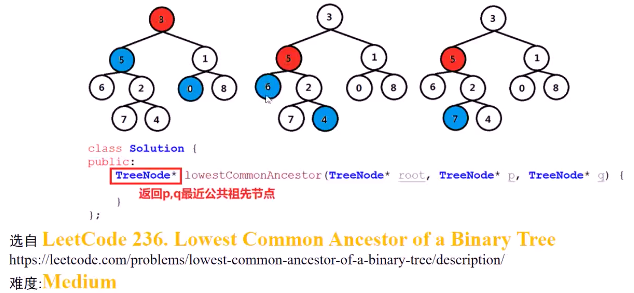 3 3 3
5 1 5 1 5 1
6 2 0 8 6 2 0 8 6 2 0 8
7 4 7 4 7 4
class Solution {
public:
TreeNode* lowestCommonAncestor(TreeNode* root, TreeNode* p, TreeNode* q) {
返回p,q最近公共祖先节点
}
};
选自 LeetCode 236. Lowest Common Ancestor of a Binary Tree
https://leetcode.com/problems/lowest-common-ancestor-of-a-binary-tree/description/
难度:Medium